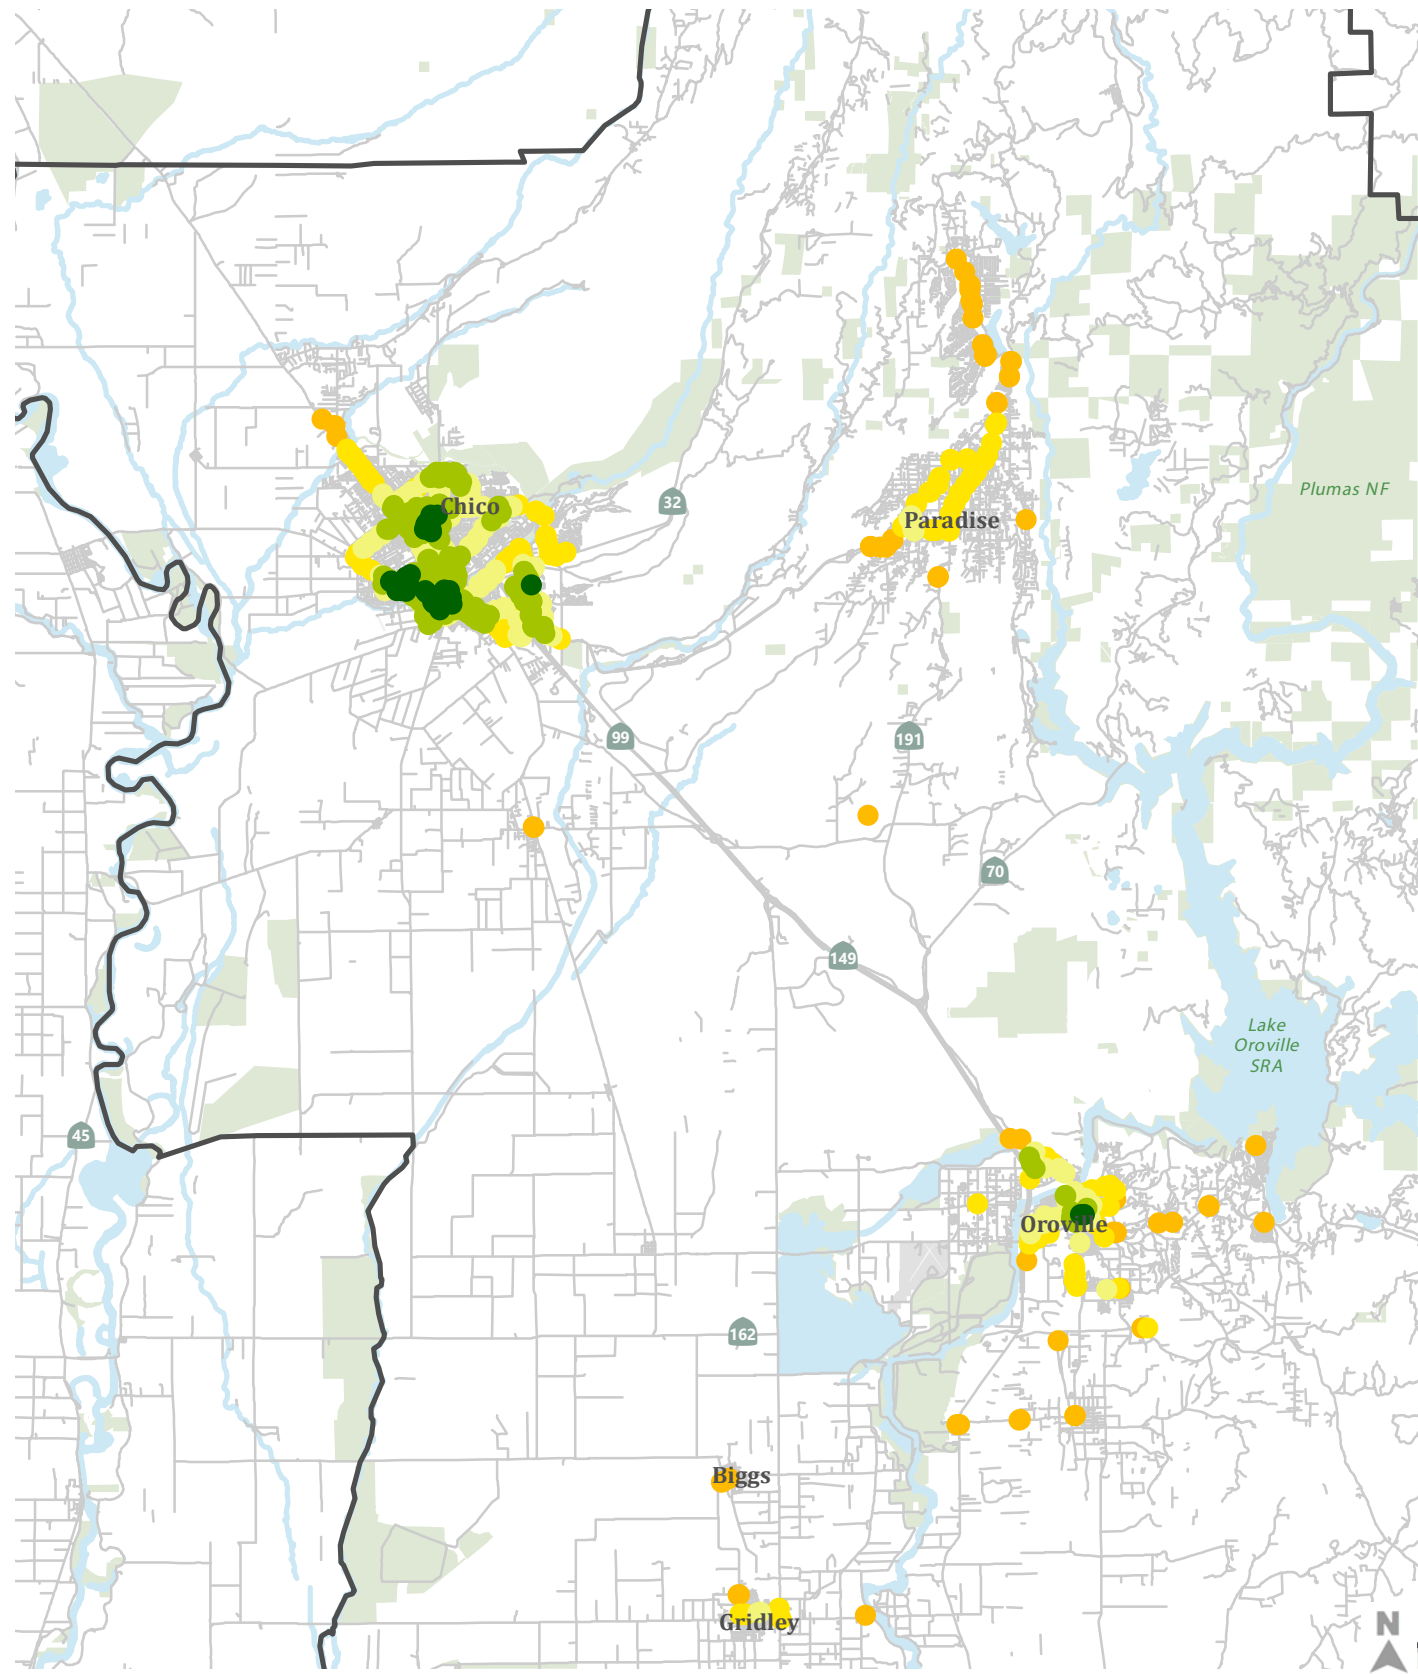 Chico
32
Plumas NF
Paradise
99
191
70
149
Lake
Oroville
SRA
45
Oroville
162
Biggs
Gridley
N